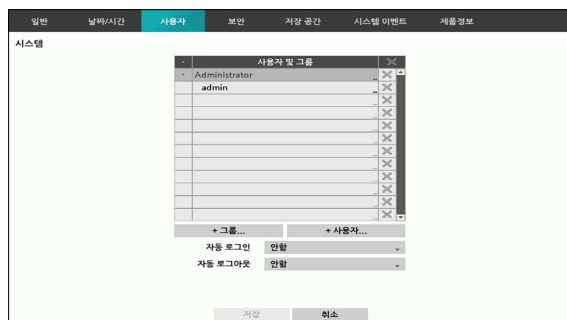 일반 날짜/시간 사용자 보안 저장 공간 시스템 이벤트 제품정보
시스템
- 사용자 및 그룹
- Administrator ...
admin ...
+ 그룹... + 사용자...
자동 로그인 안함
자동 로그아웃 안함
저장 취소